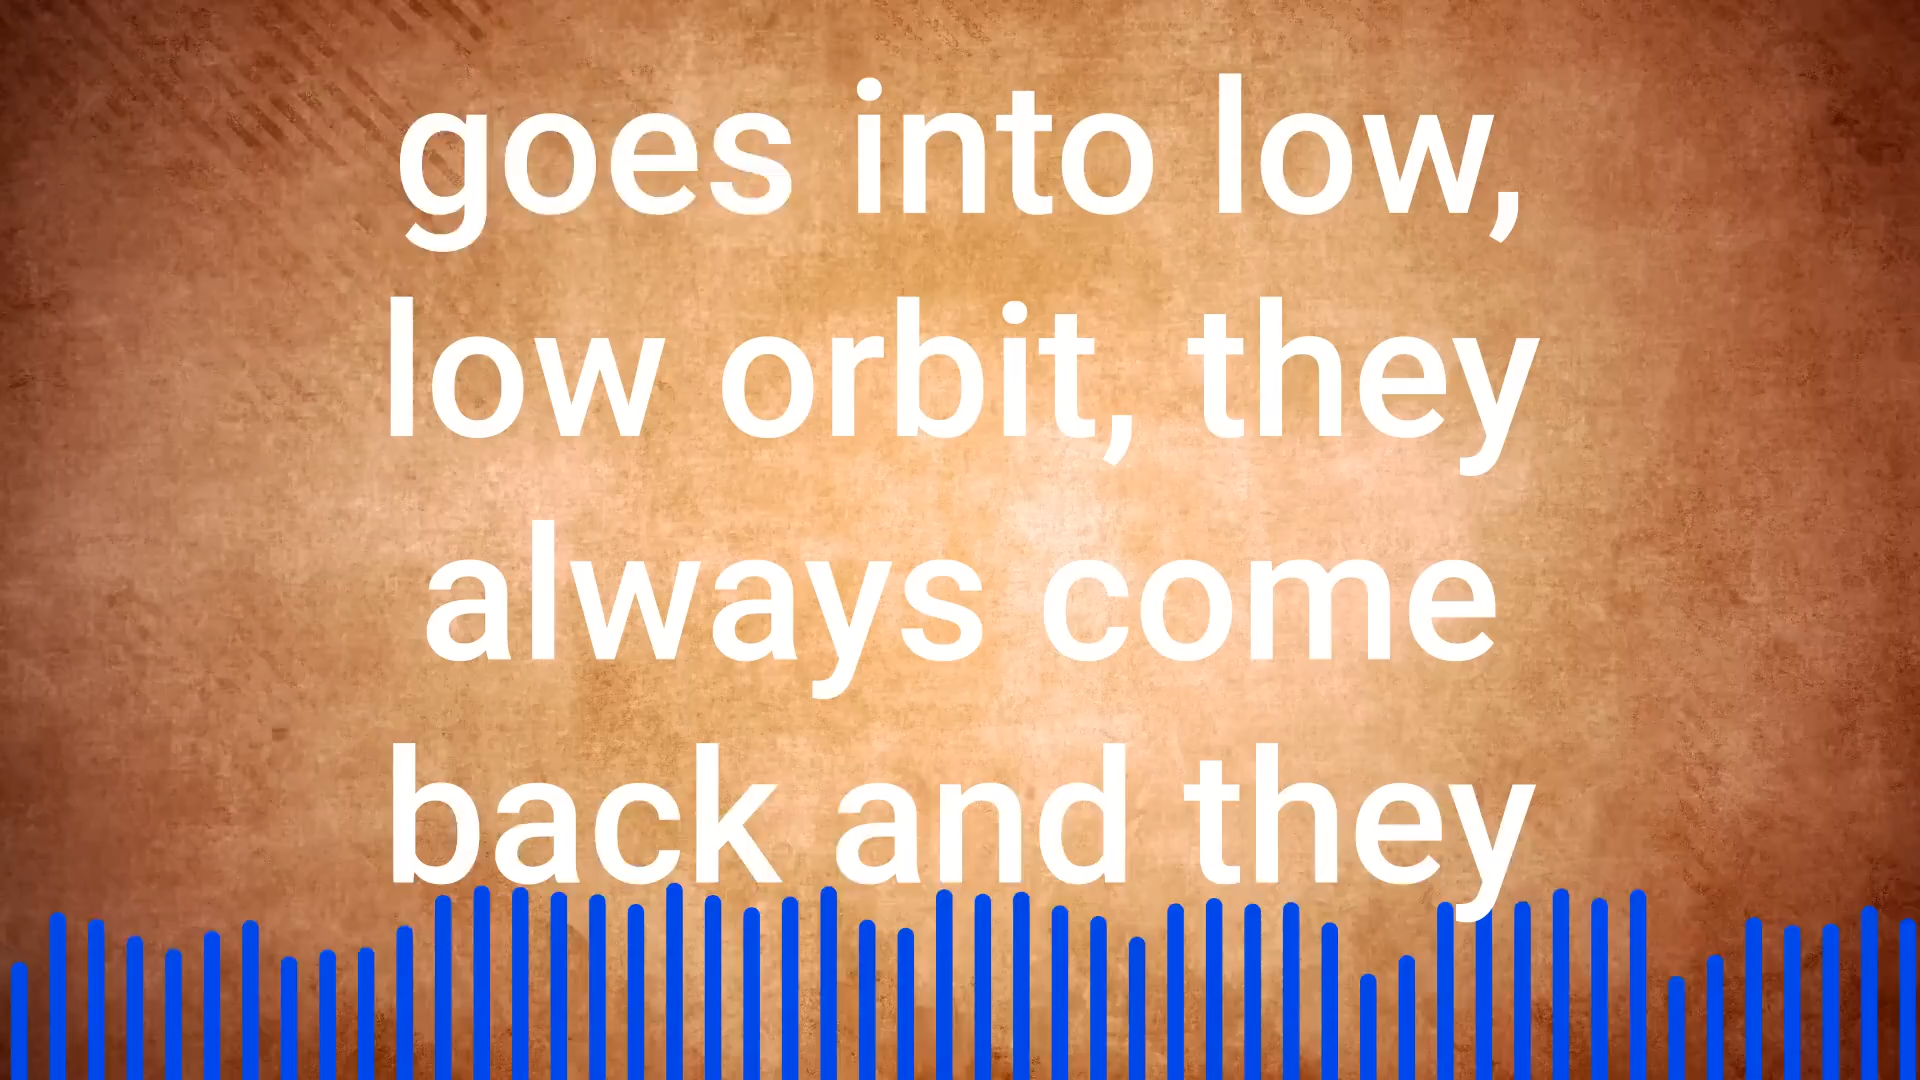 goes into low,
low orbit, they
always come
back and they